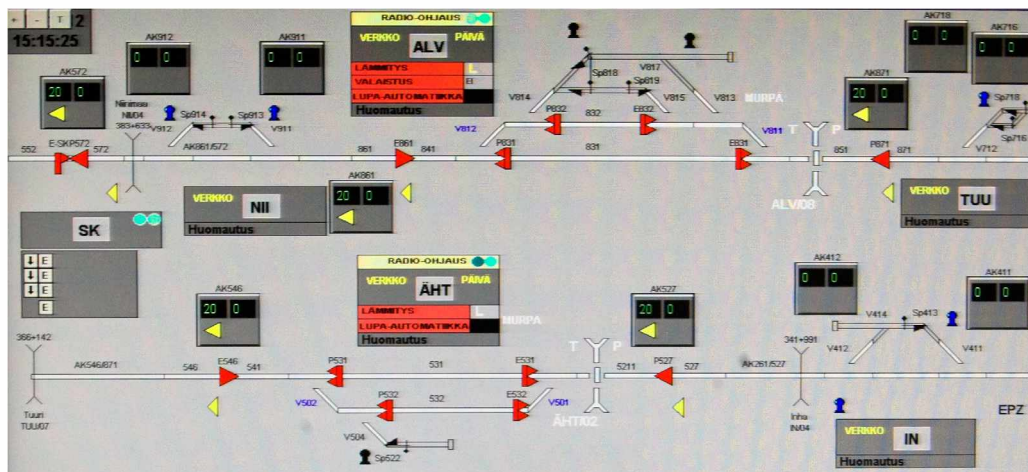 ← - T 2
15:15:25
AK912
AK911
AK572
20 0
0 0
0 0
Niinimaa
NII/04
383+633
V912
Sp914
Sp913
V911
RADIO-OHJAUS
VERKKO ALV PÄIVÄ
LÄMMITYS L
VALAISTUS EI
LUPA-AUTOMATIIKKA
Huomautus
Sp818
V817
Sp819
V814
V815
V813
MURPA
AK718
0 0
AK716
0 0
AK871
20 0
Sp718
Sp716
V812
P832
832
E832
V811
T P
552
E-SKP572
572
AK861/572
861
E861
841
P831
831
E831
851
P871
871
V712
ALV/08
SK
VERKKO NII
Huomautus
AK861
20 0
VERKKO TUU
Huomautus
↓ E
↓ E
↓ E
E
AK546
20 0
RADIO-OHJAUS
VERKKO ÄHT PÄIVÄ
LÄMMITYS L
LUPA-AUTOMATIIKKA
Huomautus
MURPA
AK527
20 0
AK412
0 0
AK411
0 0
V414
Sp413
V412
V411
366+142
341+991
AK546/871
546
E546
541
P531
531
E531
T P
5211
P527
527
AK261/527
V502
P532
532
E532
V501
ÄHT/02
Tuuri
TUU/07
Inha
IN/04
V504
Sp522
EPZ
VERKKO IN
Huomautus